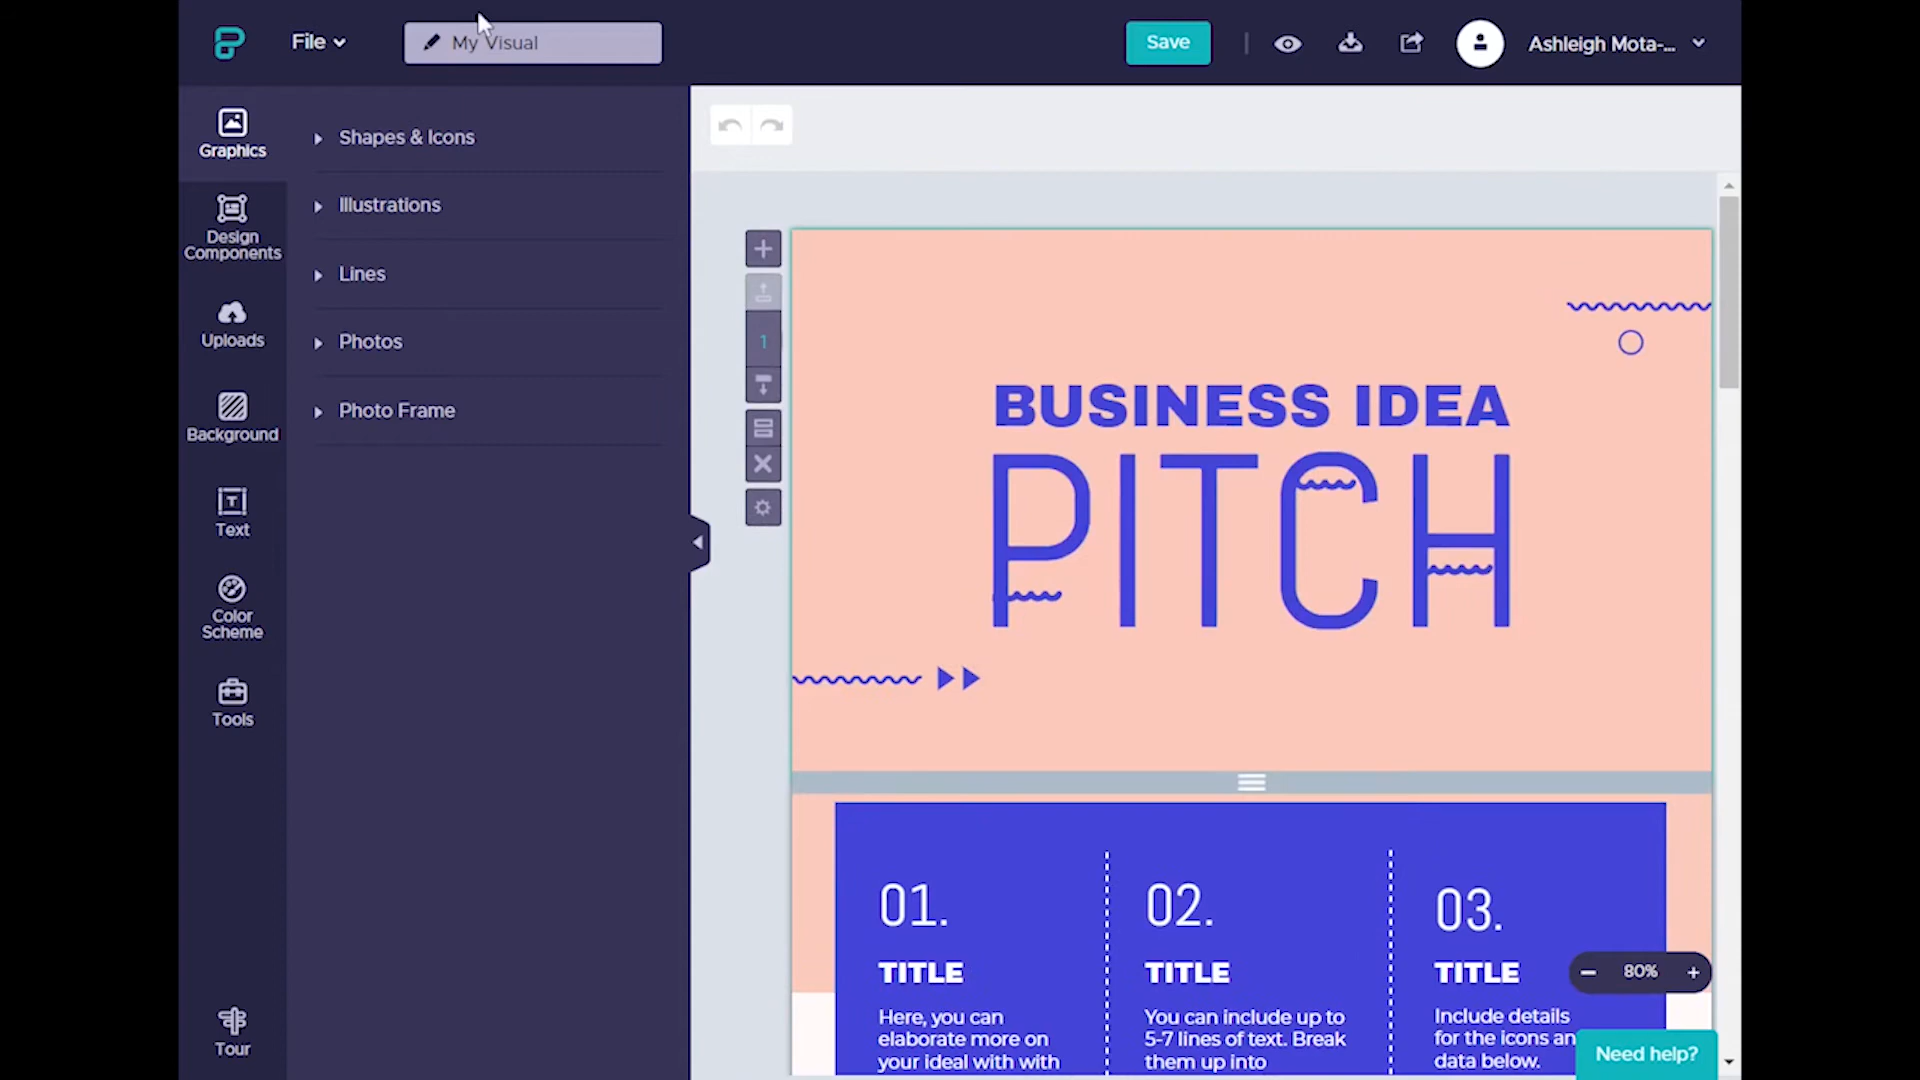 File
My Visual
Save
Ashleigh Mota-...
Graphics
Design
Components
Uploads
Background
Text
Color
Scheme
Tools
Tour
Shapes & Icons
Illustrations
Lines
Photos
Photo Frame
1
BUSINESS IDEA
PITCH
01.
TITLE
Here, you can
elaborate more on
your ideal with with
02.
TITLE
You can include up to
5-7 lines of text. Break
them up into
03.
TITLE
Include details
for the icons an
data below.
80%
Need help?